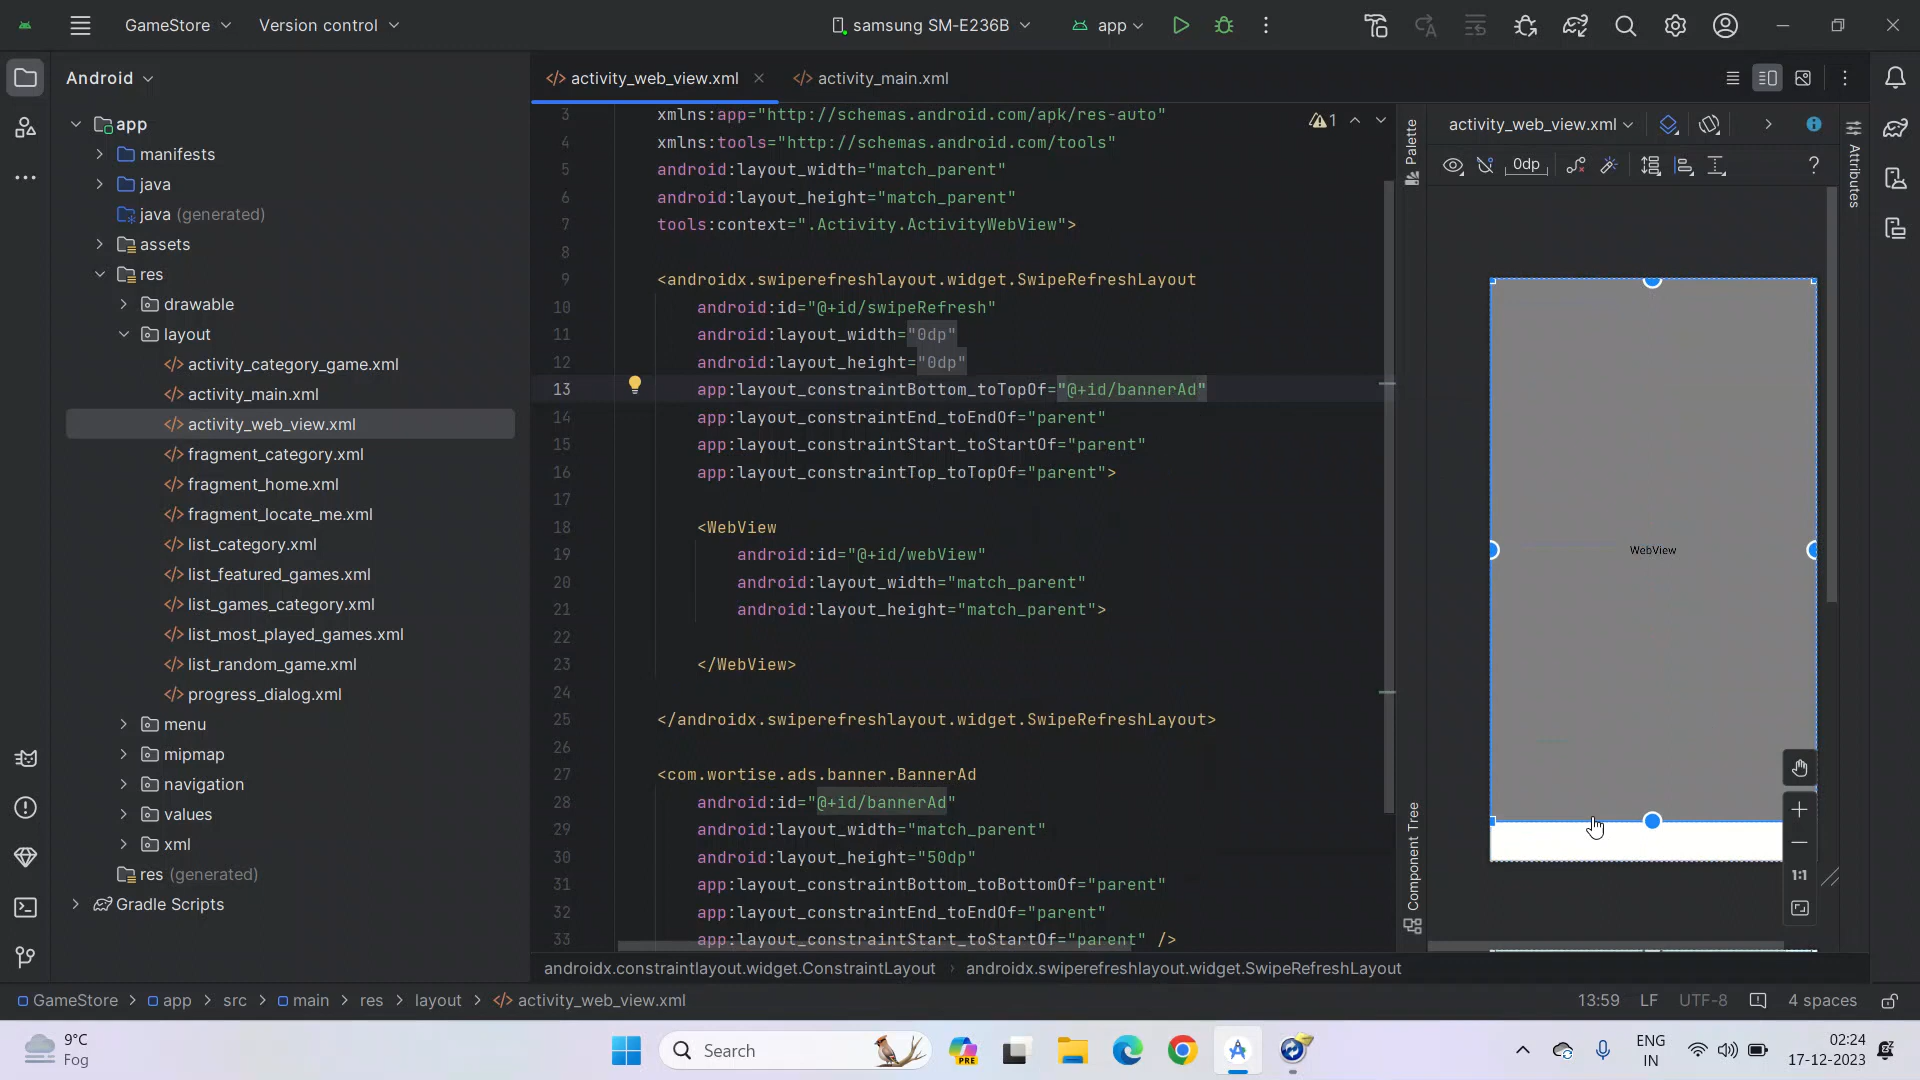 GameStore Version control samsung SM-E236B app
Android
app
manifests
java
java (generated)
assets
res
drawable
layout
activity_category_game.xml
activity_main.xml
activity_web_view.xml
fragment_category.xml
fragment_home.xml
fragment_locate_me.xml
list_category.xml
list_featured_games.xml
list_games_category.xml
list_most_played_games.xml
list_random_game.xml
progress_dialog.xml
menu
mipmap
navigation
values
xml
res (generated)
Gradle Scripts
activity_web_view.xml activity_main.xml
1
3 xmlns:app="http://schemas.android.com/apk/res-auto"
4 xmlns:tools="http://schemas.android.com/tools"
5 android:layout_width="match_parent"
6 android:layout_height="match_parent"
7 tools:context=".Activity.ActivityWebView">
8
9 <androidx.swiperefreshlayout.widget.SwipeRefreshLayout
10 android:id="@+id/swipeRefresh"
11 android:layout_width="0dp"
12 android:layout_height="0dp"
13 app:layout_constraintBottom_toTopOf="@+id/bannerAd"
14 app:layout_constraintEnd_toEndOf="parent"
15 app:layout_constraintStart_toStartOf="parent"
16 app:layout_constraintTop_toTopOf="parent">
17
18 <WebView
19 android:id="@+id/webView"
20 android:layout_width="match_parent"
21 android:layout_height="match_parent">
22
23 </WebView>
24
25 </androidx.swiperefreshlayout.widget.SwipeRefreshLayout>
26
27 <com.wortise.ads.banner.BannerAd
28 android:id="@+id/bannerAd"
29 android:layout_width="match_parent"
30 android:layout_height="50dp"
31 app:layout_constraintBottom_toBottomOf="parent"
32 app:layout_constraintEnd_toEndOf="parent"
33 app:layout_constraintStart_toStartOf="parent" />
androidx.constraintlayout.widget.ConstraintLayout androidx.swiperefreshlayout.widget.SwipeRefreshLayout
Palette
Component Tree
activity_web_view.xml
0dp
?
WebView
1:1
Attributes
GameStore > app > src > main > res > layout > activity_web_view.xml
13:59 LF UTF-8 4 spaces
9°C
Fog
Search
PRE
ENG
IN
02:24
17-12-2023